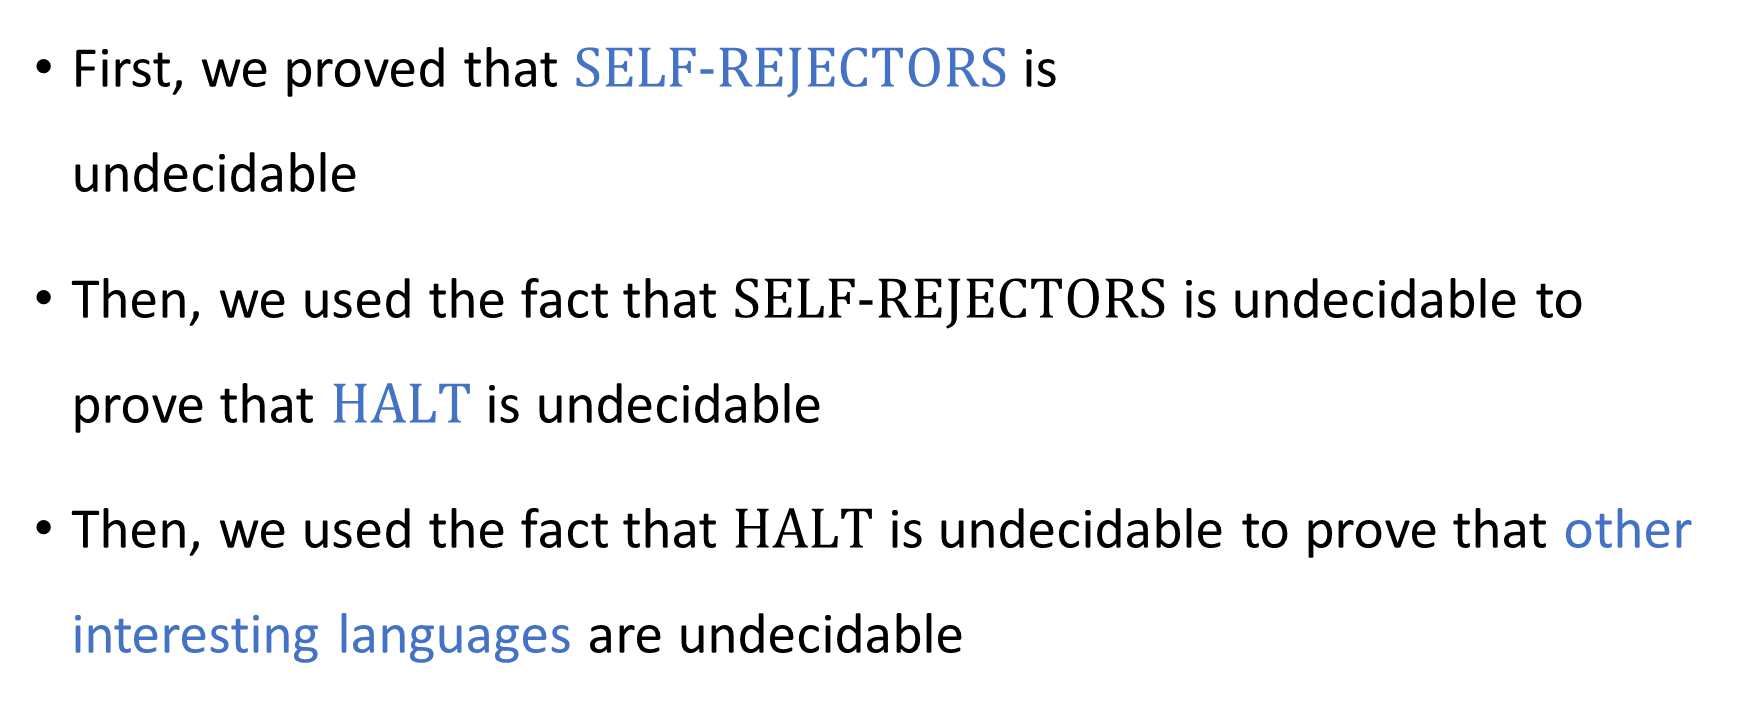 • First, we proved that SELF-REJECTORS is
undecidable
• Then, we used the fact that SELF-REJECTORS is undecidable to
prove that HALT is undecidable
• Then, we used the fact that HALT is undecidable to prove that other
interesting languages are undecidable